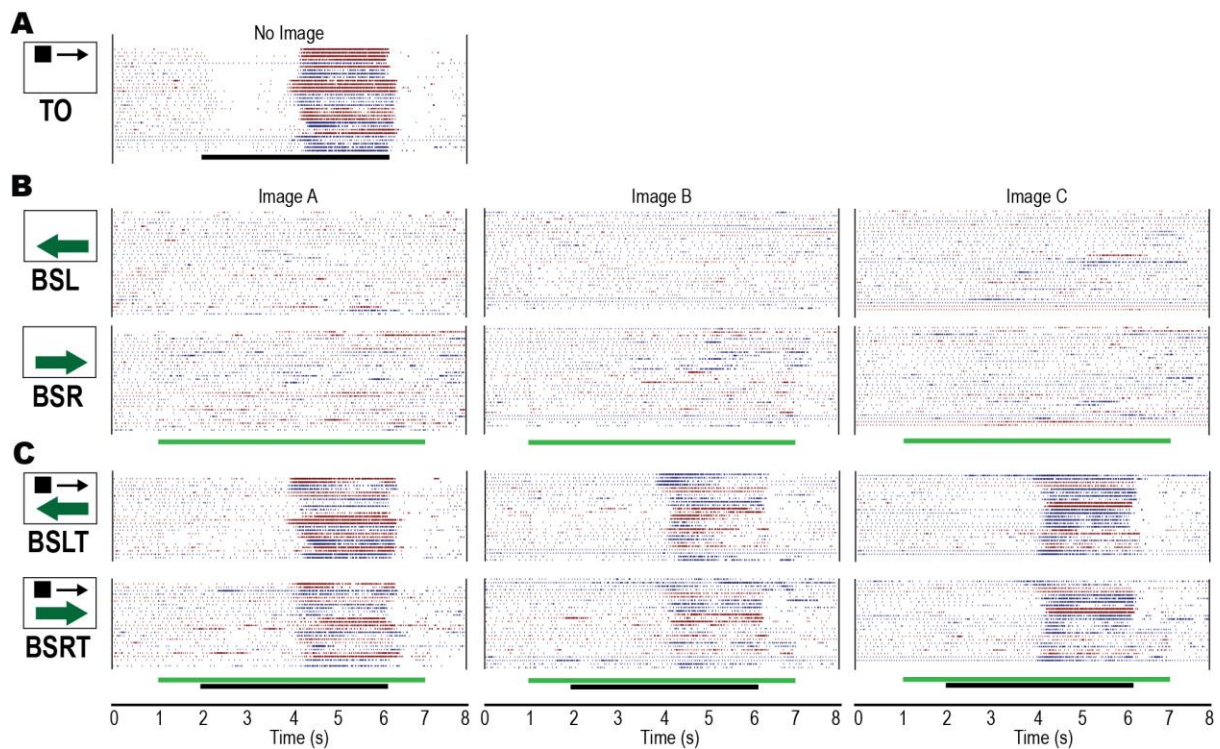 A
No Image
TO
B
Image A Image B Image C
BSL
BSR
C
BSLT
BSRT
0 1 2 3 4 5 6 7 8 0 1 2 3 4 5 6 7 8 0 1 2 3 4 5 6 7 8
Time (s) Time (s) Time (s)